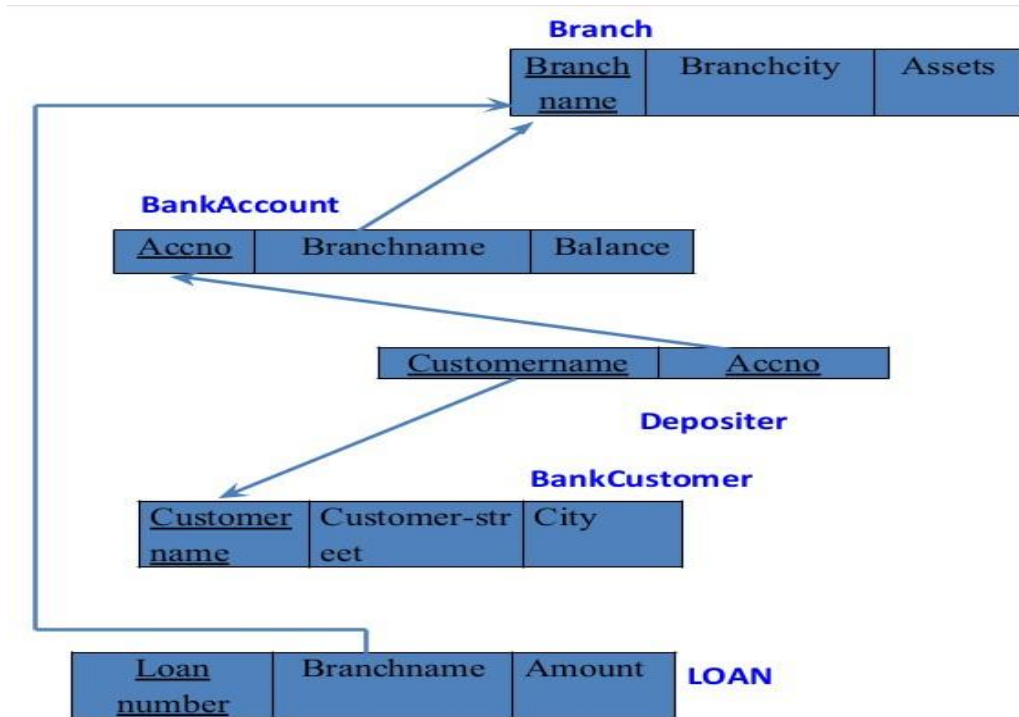 Branch
Branch Branchcity Assets
name
BankAccount
Accno Branchname Balance
Customername Accno
Depositer
BankCustomer
Customer Customer-str City
name eet
Loan Branchname Amount
number
LOAN